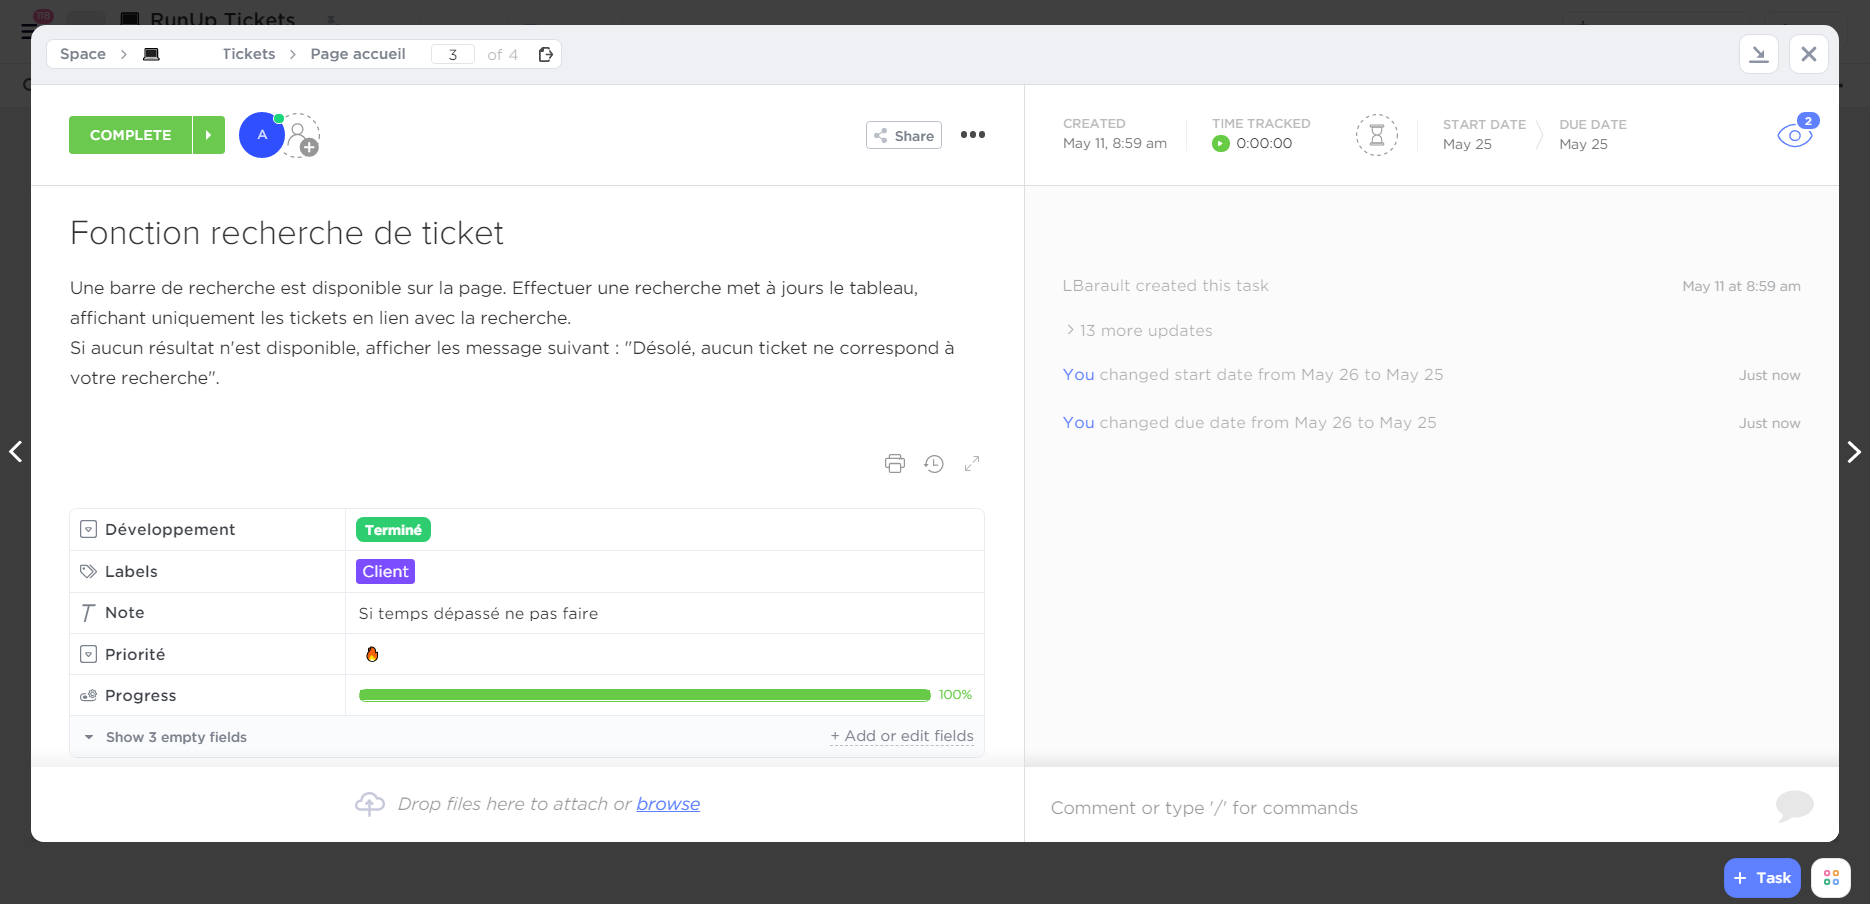 118
RunUp Tickets
Space > Tickets > Page accueil 3 of 4
COMPLETE
A
Share
CREATED
May 11, 8:59 am
TIME TRACKED
0:00:00
START DATE
May 25
DUE DATE
May 25
2
Fonction recherche de ticket
Une barre de recherche est disponible sur la page. Effectuer une recherche met à jours le tableau,
affichant uniquement les tickets en lien avec la recherche.
Si aucun résultat n'est disponible, afficher les message suivant : "Désolé, aucun ticket ne correspond à
votre recherche".
Développement Terminé
Labels Client
Note Si temps dépassé ne pas faire
Priorité
Progress 100%
Show 3 empty fields + Add or edit fields
Drop files here to attach or browse
LBarault created this task May 11 at 8:59 am
> 13 more updates
You changed start date from May 26 to May 25 Just now
You changed due date from May 26 to May 25 Just now
Comment or type '/' for commands
+ Task